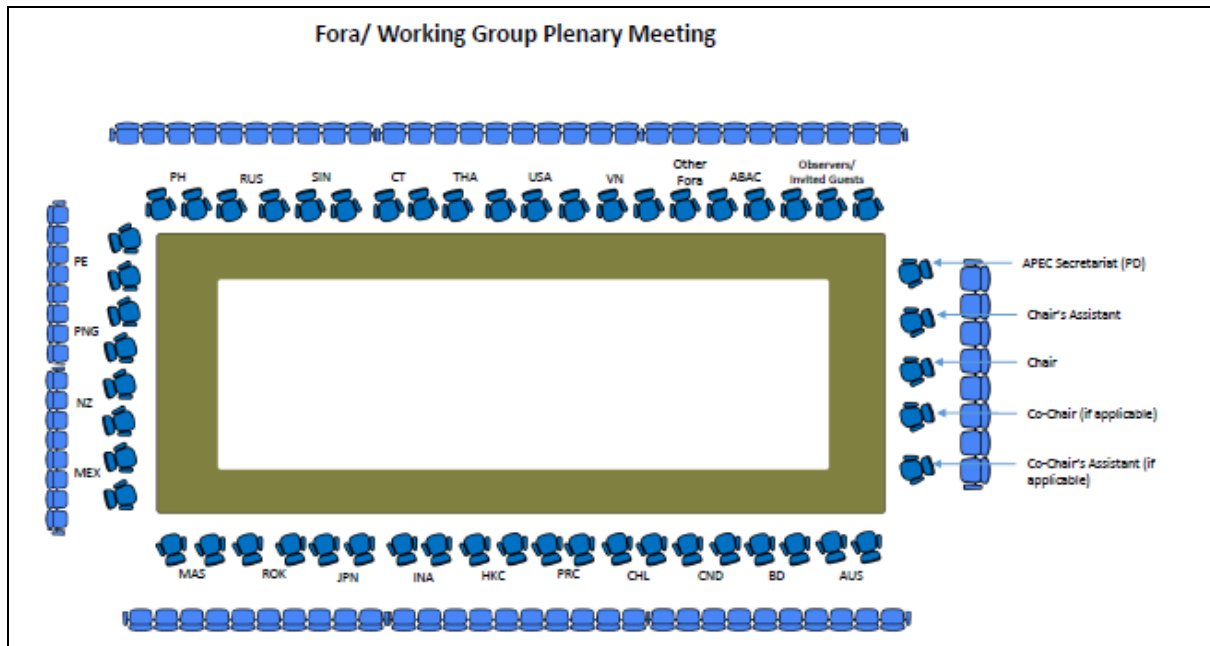 Fora/ Working Group Plenary Meeting
PH
RUS
SIN
CT
THA
USA
VN
Other
Fora
ABAC
Observers/
Invited Guests
PE
PNG
NZ
MEX
APEC Secretariat (PD)
Chair's Assistant
Chair
Co-Chair (if applicable)
Co-Chair's Assistant (if
applicable)
MAS
ROK
JPN
INA
HKC
PRC
CHL
CND
BD
AUS